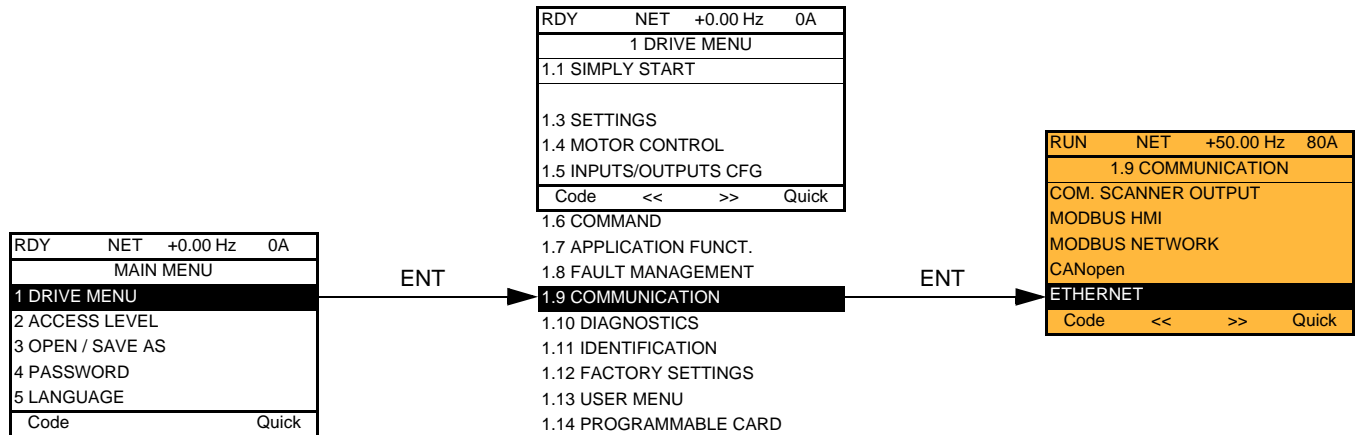 RDY NET +0.00 Hz 0A
MAIN MENU
1 DRIVE MENU
2 ACCESS LEVEL
3 OPEN / SAVE AS
4 PASSWORD
5 LANGUAGE
Code Quick
ENT
RDY NET +0.00 Hz 0A
1 DRIVE MENU
1.1 SIMPLY START
1.3 SETTINGS
1.4 MOTOR CONTROL
1.5 INPUTS/OUTPUTS CFG
Code << >> Quick
1.6 COMMAND
1.7 APPLICATION FUNCT.
1.8 FAULT MANAGEMENT
1.9 COMMUNICATION
1.10 DIAGNOSTICS
1.11 IDENTIFICATION
1.12 FACTORY SETTINGS
1.13 USER MENU
1.14 PROGRAMMABLE CARD
ENT
RUN NET +50.00 Hz 80A
1.9 COMMUNICATION
COM. SCANNER OUTPUT
MODBUS HMI
MODBUS NETWORK
CANopen
ETHERNET
Code << >> Quick